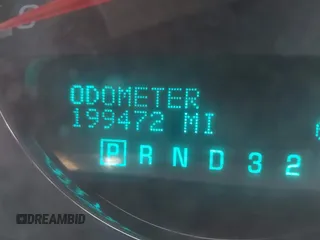 ODOMETER
199472 MI
P R N D 3 2
DREAMBID